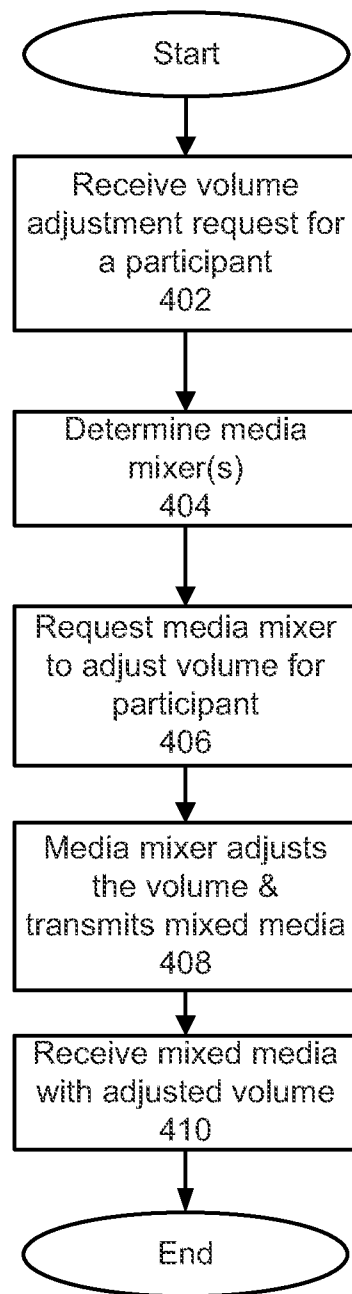 Start
Receive volume
adjustment request for
a participant
402
Determine media
mixer(s)
404
Request media mixer
to adjust volume for
participant
406
Media mixer adjusts
the volume &
transmits mixed media
408
Receive mixed media
with adjusted volume
410
End